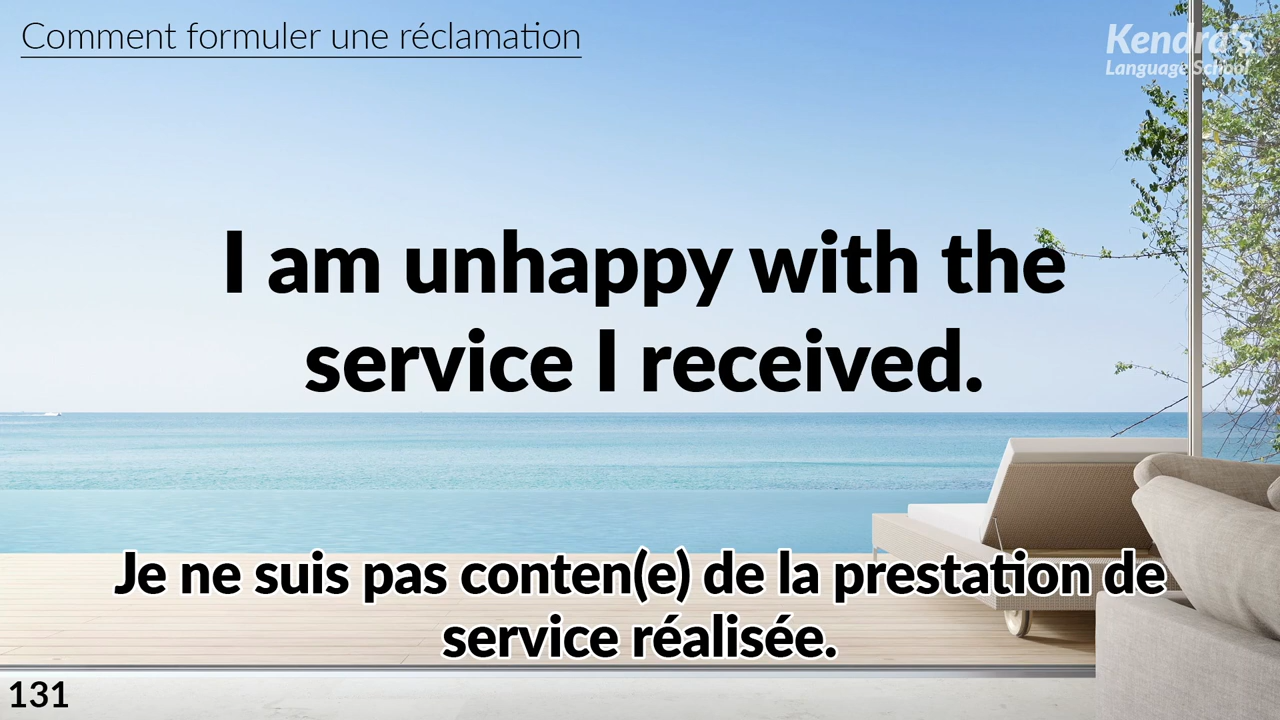 Comment formuler une réclamation
Kendra's
Language School
I am unhappy with the
service I received.
Je ne suis pas conten(e) de la prestation de
service réalisée.
131